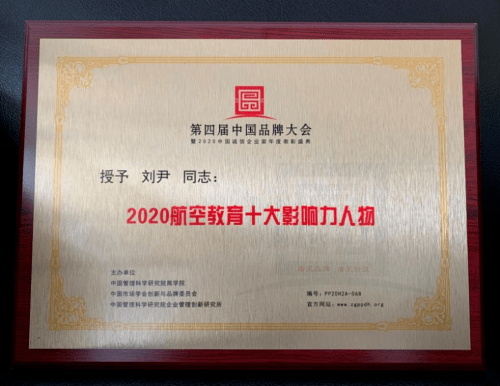 第四届中国品牌大会
暨2020中国诚信企业家年度表彰盛典
授予 刘尹 同志：
2020航空教育十大影响力人物
主办单位
中国管理科学研究院商学院
中国市场学会创新与品牌委员会
中国管理科学研究院企业管理创新研究所
编号：PP20H2A-068
官方网站：www.zgppdh.org